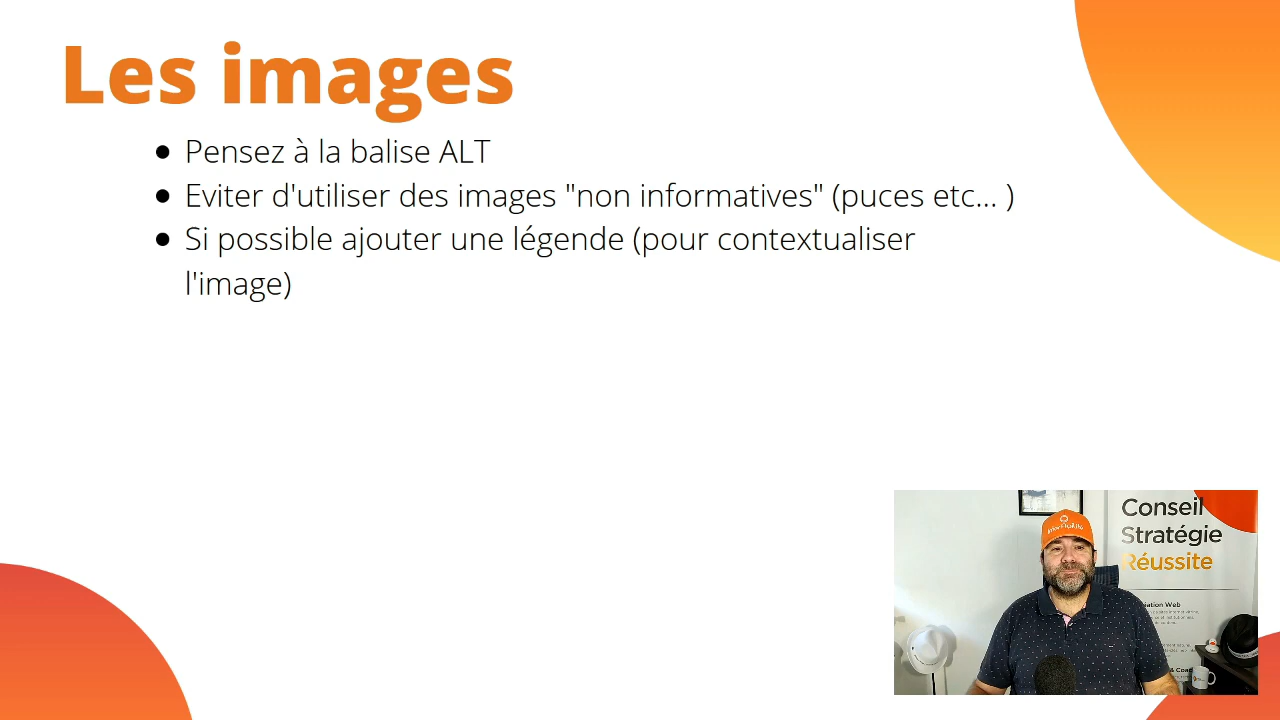 Les images
Pensez à la balise ALT
Eviter d'utiliser des images "non informatives" (puces etc... )
Si possible ajouter une légende (pour contextualiser
l'image)
Conseil
Stratégie
Réussite